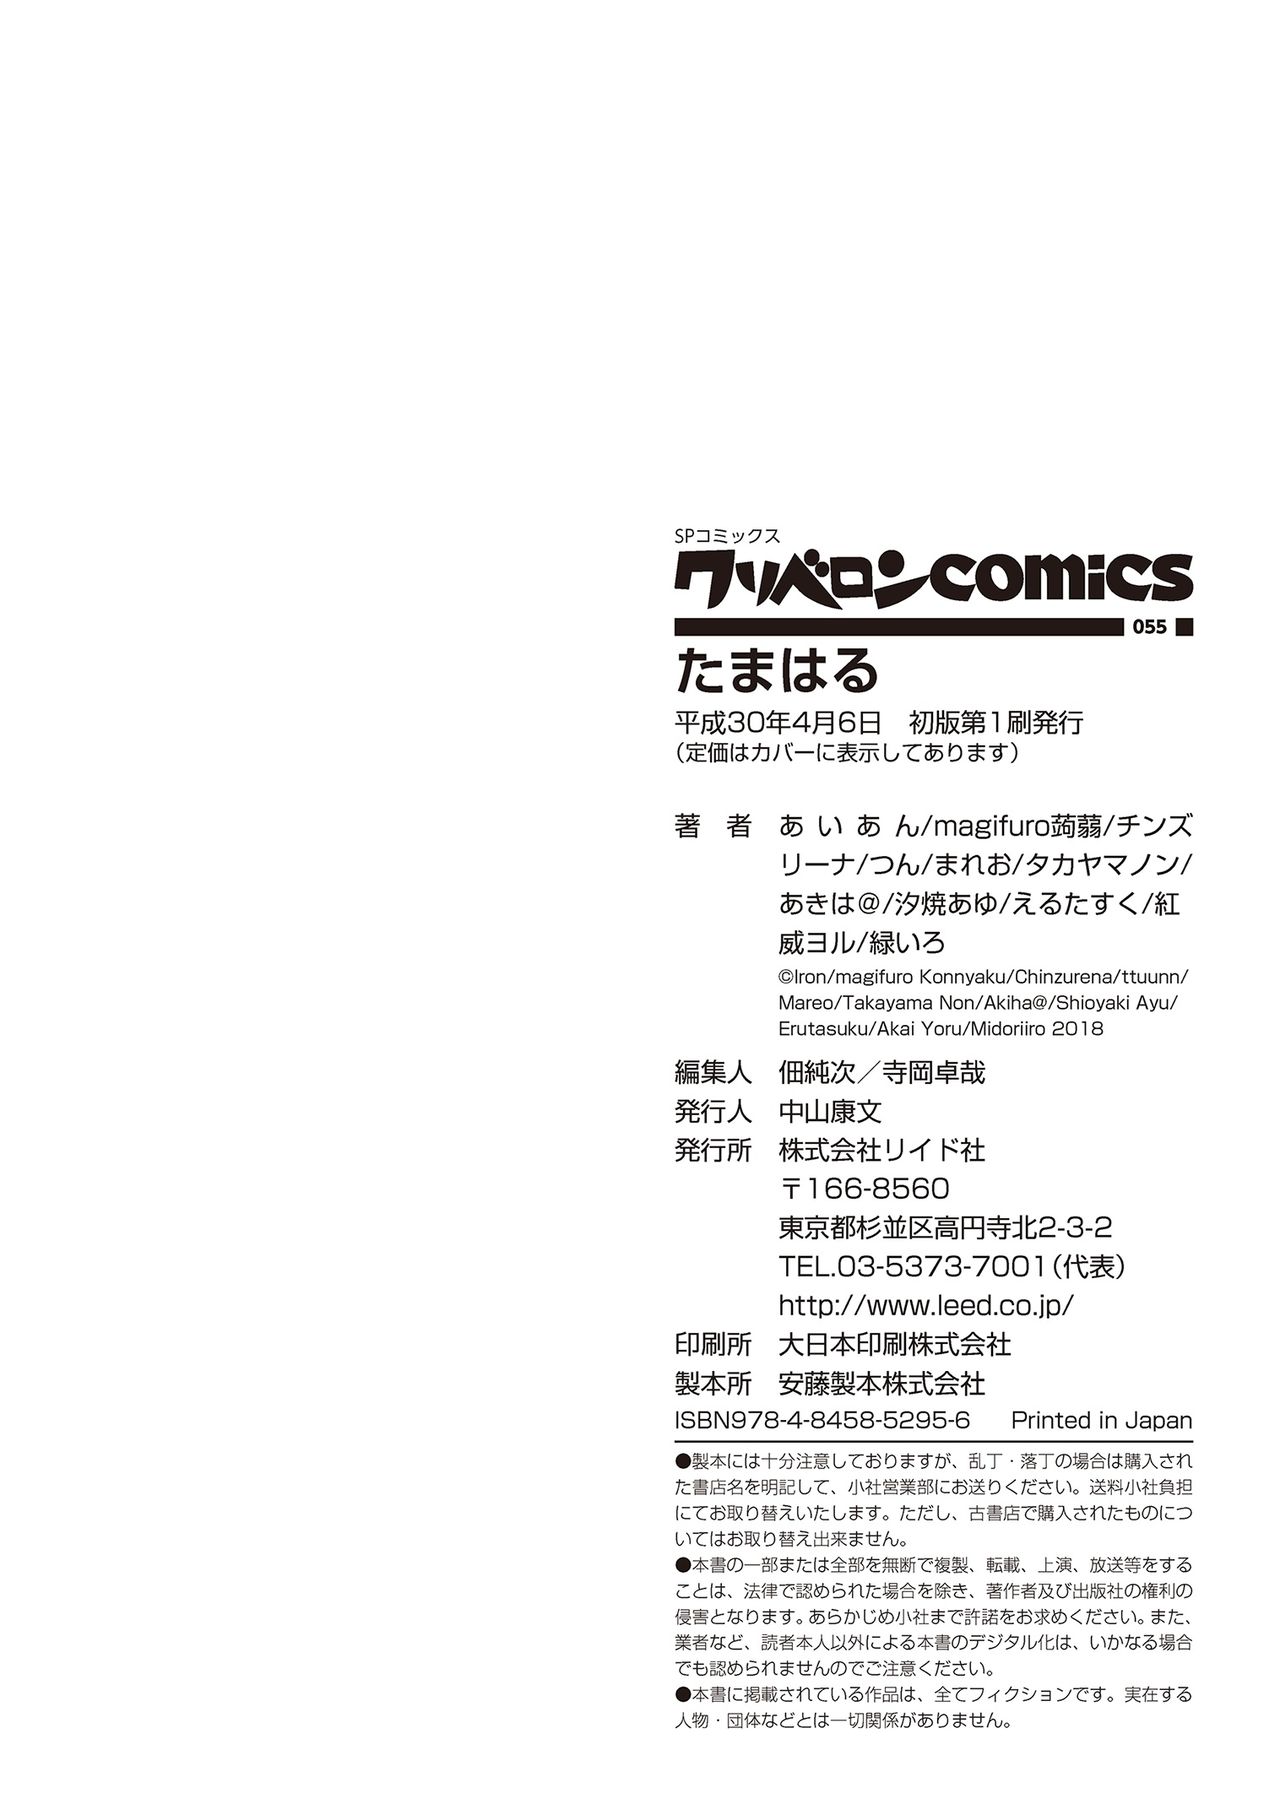 SPコミックス
クリベロンcomics
055
たまはる
平成30年4月6日　初版第1刷発行
（定価はカバーに表示してあります）
著　者　あ い あ ん/magifuro蒟蒻/チンズ
リーナ/つん/まれお/タカヤマノン/
あきは@/汐焼あゆ/えるたすく/紅
威ヨル/緑いろ
©Iron/magifuro Konnyaku/Chinzurena/ttuunn/
Mareo/Takayama Non/Akiha@/Shioyaki Ayu/
Erutasuku/Akai Yoru/Midoriiro 2018
編集人　佃純次／寺岡卓哉
発行人　中山康文
発行所　株式会社リイド社
〒166-8560
東京都杉並区高円寺北2-3-2
TEL.03-5373-7001（代表）
http://www.leed.co.jp/
印刷所　大日本印刷株式会社
製本所　安藤製本株式会社
ISBN978-4-8458-5295-6　Printed in Japan
●製本には十分注意しておりますが、乱丁・落丁の場合は購入され
た書店名を明記して、小社営業部にお送りください。送料小社負担
にてお取り替えいたします。ただし、古書店で購入されたものにつ
いてはお取り替え出来ません。
●本書の一部または全部を無断で複製、転載、上演、放送等をする
ことは、法律で認められた場合を除き、著作者及び出版社の権利の
侵害となります。あらかじめ小社まで許諾をお求めください。また、
業者など、読者本人以外による本書のデジタル化は、いかなる場合
でも認められませんのでご注意ください。
●本書に掲載されている作品は、全てフィクションです。実在する
人物・団体などとは一切関係がありません。